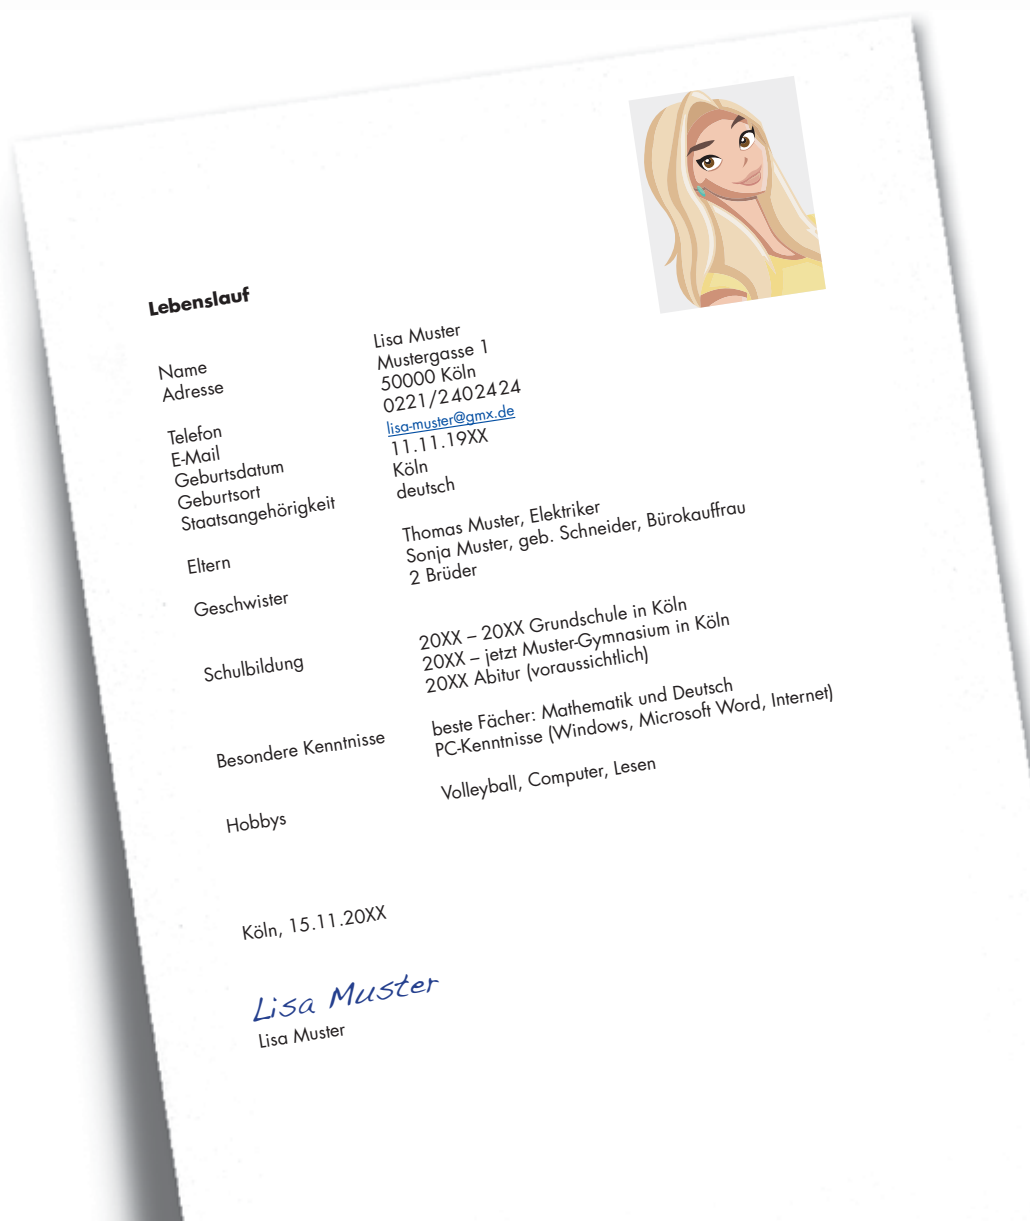 Lebenslauf
Name Lisa Muster
Adresse Mustergasse 1
50000 Köln
Telefon 0221/2402424
E-Mail lisa-muster@gmx.de
Geburtsdatum 11.11.19XX
Geburtsort Köln
Staatsangehörigkeit deutsch
Eltern Thomas Muster, Elektriker
Sonja Muster, geb. Schneider, Bürokauffrau
Geschwister 2 Brüder
Schulbildung 20XX – 20XX Grundschule in Köln
20XX – jetzt Muster-Gymnasium in Köln
20XX Abitur (voraussichtlich)
Besondere Kenntnisse beste Fächer: Mathematik und Deutsch
PC-Kenntnisse (Windows, Microsoft Word, Internet)
Hobbys Volleyball, Computer, Lesen
Köln, 15.11.20XX
Lisa Muster
Lisa Muster